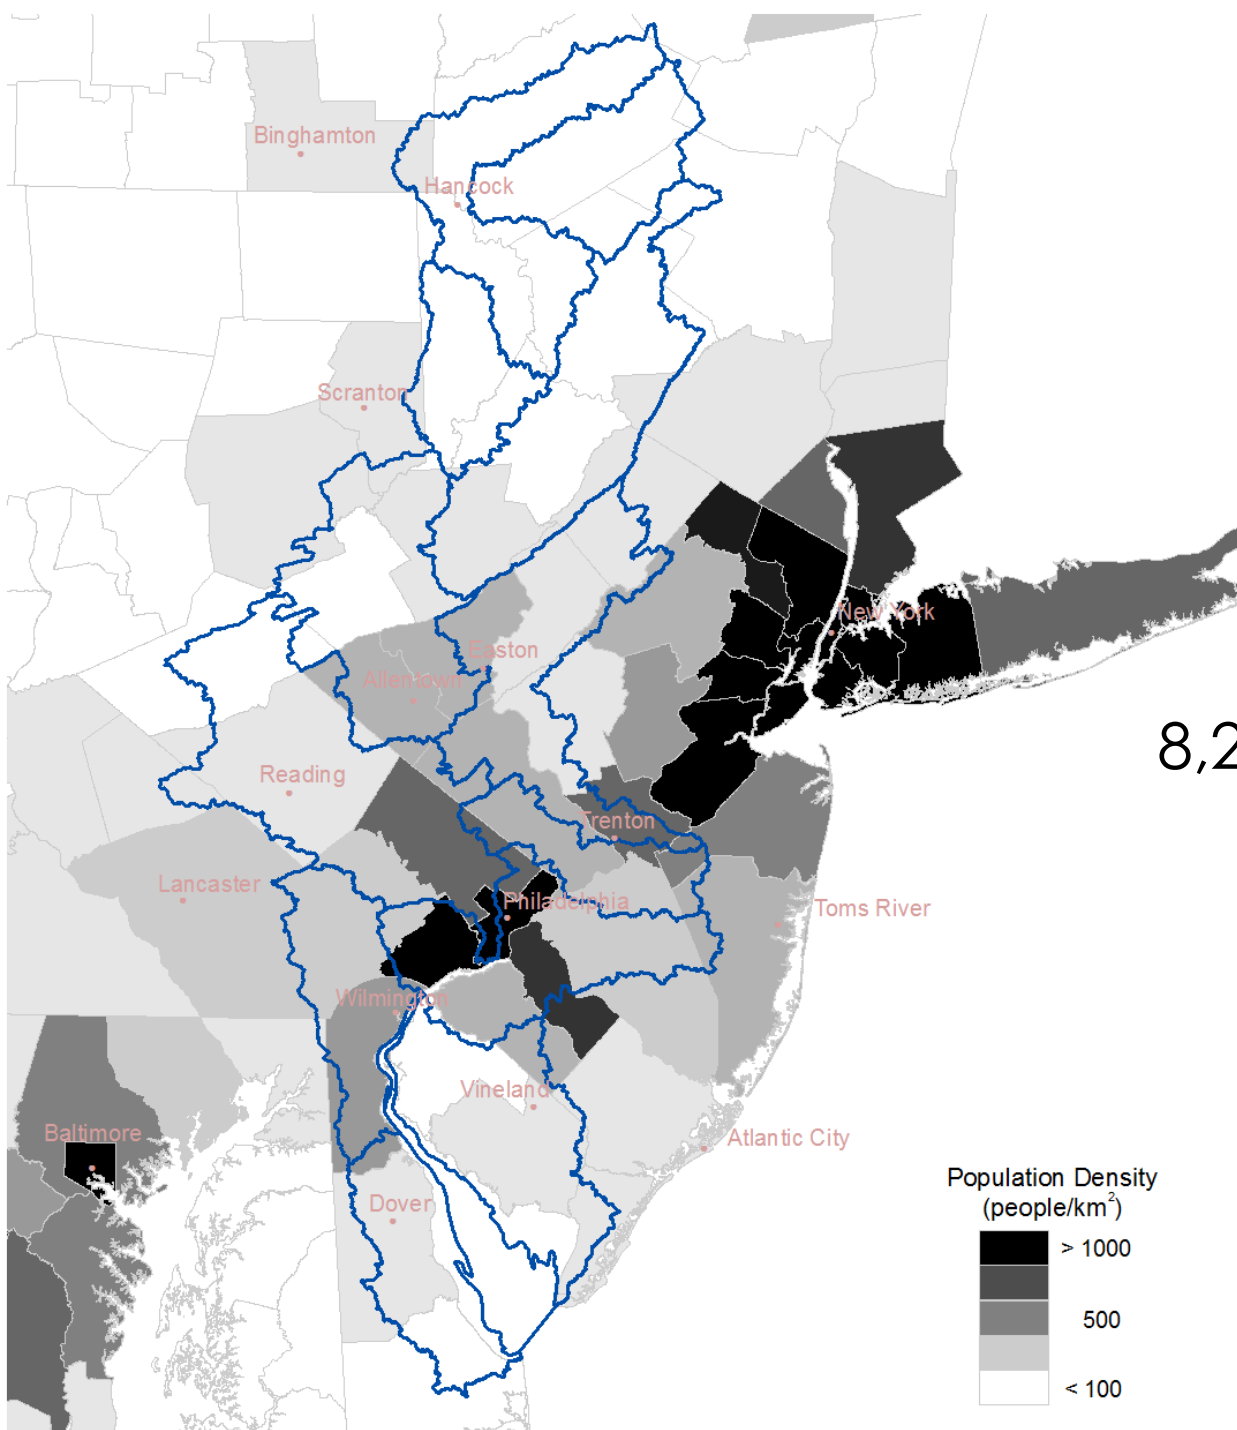 Binghamton
Hancock
Scranton
New York
Easton
Allentown
8,2
Reading
Trenton
Lancaster
Philadelphia
Toms River
Wilmington
Vineland
Baltimore
Atlantic City
Dover
Population Density
(people/km²)
> 1000
500
< 100